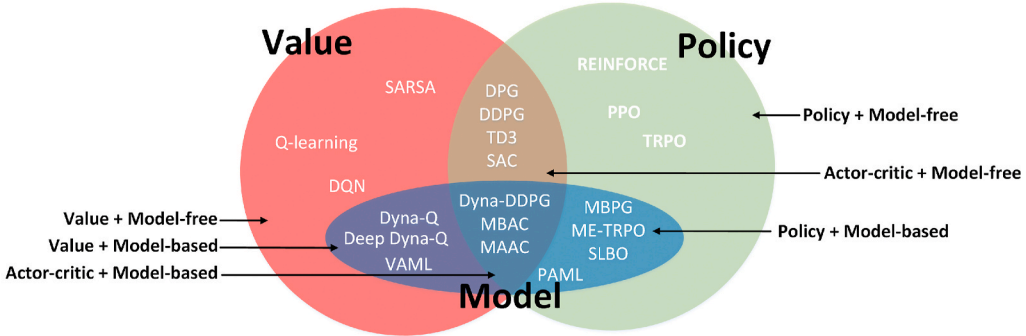 Value
Policy
REINFORCE
SARSA
DPG
DDPG
TD3
SAC
PPO
TRPO
Policy + Model-free
Q-learning
Actor-critic + Model-free
DQN
Value + Model-free
Value + Model-based
Actor-critic + Model-based
Dyna-Q
Deep Dyna-Q
VAML
Dyna-DDPG
MBAC
MAAC
MBPG
ME-TRPO
SLBO
PAML
Policy + Model-based
Model